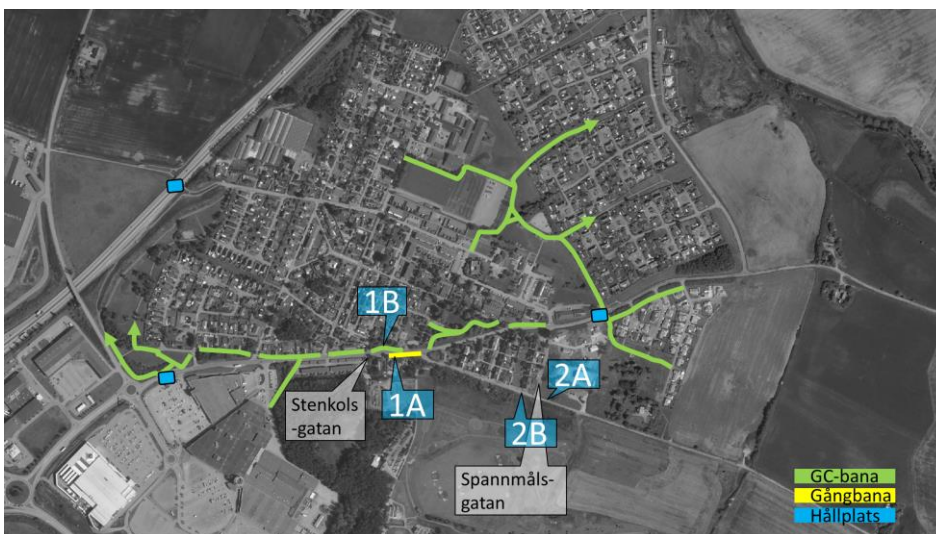 1B
Stenkols
-gatan
1A
2A
2B
Spannmåls-
gatan
GC-bana
Gångbana
Hållplats